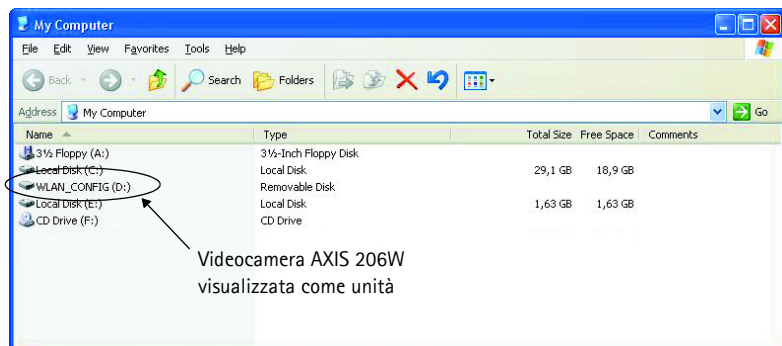 My Computer
File Edit View Favorites Tools Help
Back Search Folders
Address My Computer Go
Name Type Total Size Free Space Comments
3½ Floppy (A:) 3½-Inch Floppy Disk
Local Disk (C:) Local Disk 29,1 GB 18,9 GB
WLAN_CONFIG (D:) Removable Disk
Local Disk (E:) Local Disk 1,63 GB 1,63 GB
CD Drive (F:) CD Drive
Videocamera AXIS 206W
visualizzata come unità